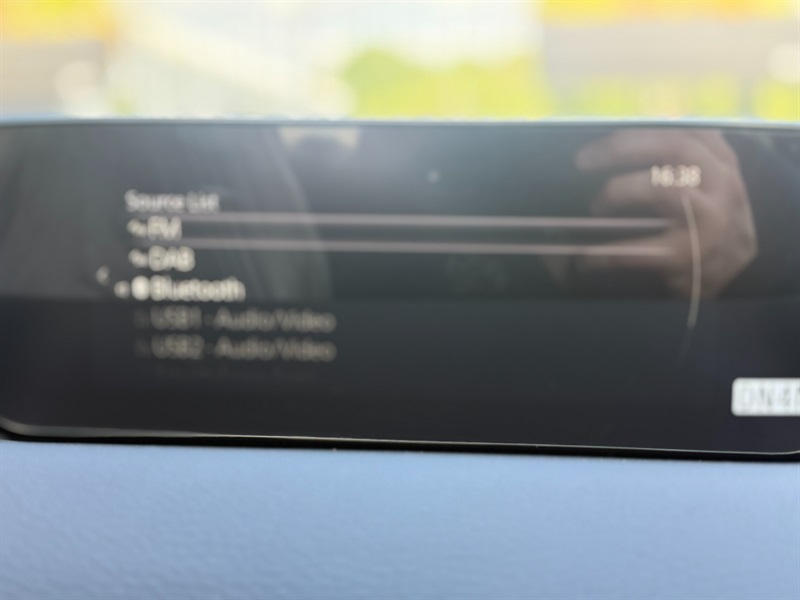 16:38
Source List
FM
DAB
Bluetooth
USB1 - Audio/Video
USB2 - Audio/Video